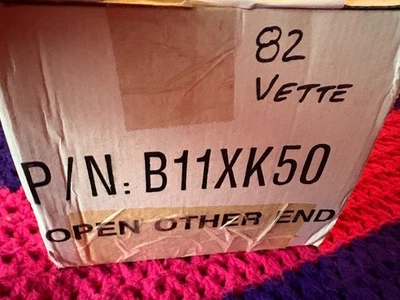 82
VETTE
P/N: B11XK50
OPEN OTHER END